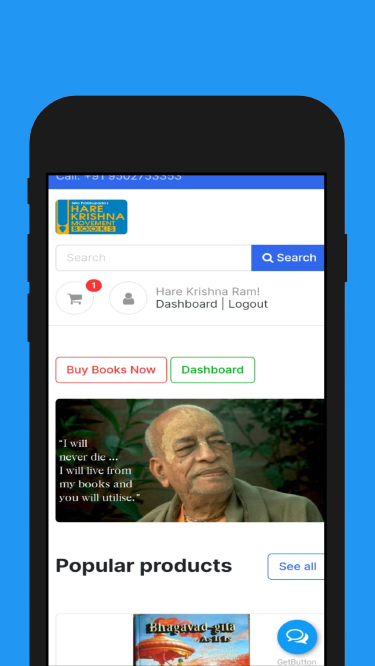 Call: +91 9502753353
HARE
KRISHNA
MOVEMENT
BOOKS
Search
Search
1
Hare Krishna Ram!
Dashboard | Logout
Buy Books Now
Dashboard
"I will
never die ...
I will live from
my books and
you will utilise."
Popular products
See all
Bhagavad-gita
AS IT IS
GetButton